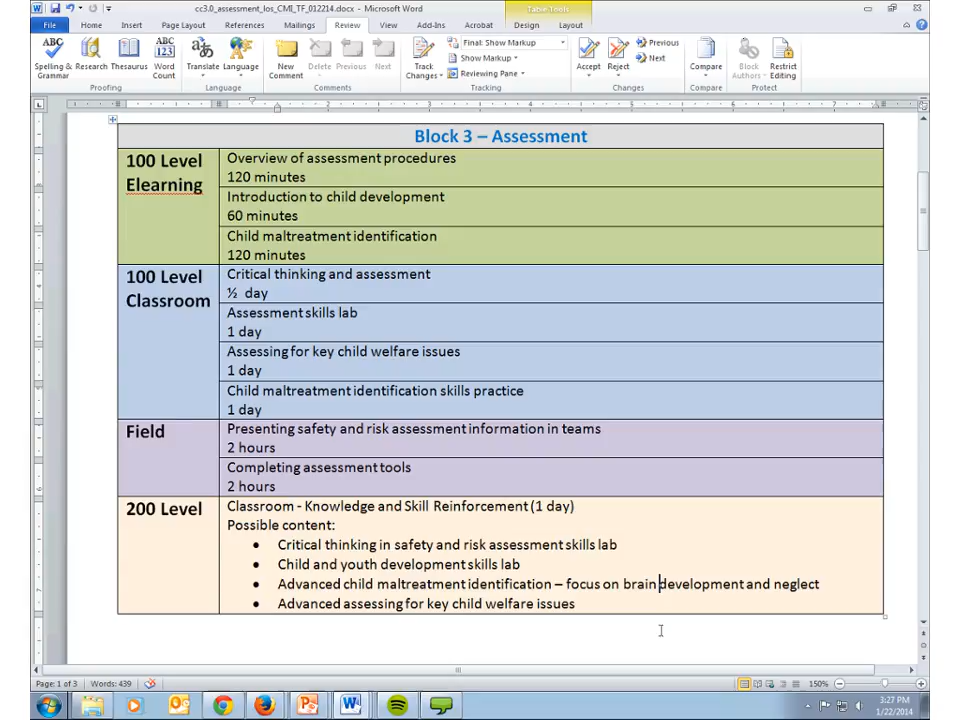 cc3.0_assessment_los_CMI_TF_012214.docx - Microsoft Word
Table Tools
File Home Insert Page Layout References Mailings Review View Add-Ins Acrobat Design Layout
Spelling & Grammar Research Thesaurus Word Count
Translate Language
New Comment Delete Previous Next
Track Changes Final: Show Markup Show Markup Reviewing Pane
Accept Reject Previous Next
Compare
Block Authors Restrict Editing
Proofing Language Comments Tracking Changes Compare Protect
Block 3 – Assessment
100 Level Elearning
Overview of assessment procedures
120 minutes
Introduction to child development
60 minutes
Child maltreatment identification
120 minutes
100 Level Classroom
Critical thinking and assessment
½ day
Assessment skills lab
1 day
Assessing for key child welfare issues
1 day
Child maltreatment identification skills practice
1 day
Field
Presenting safety and risk assessment information in teams
2 hours
Completing assessment tools
2 hours
200 Level
Classroom - Knowledge and Skill Reinforcement (1 day)
Possible content:
• Critical thinking in safety and risk assessment skills lab
• Child and youth development skills lab
• Advanced child maltreatment identification – focus on brain development and neglect
• Advanced assessing for key child welfare issues
Page: 1 of 3 Words: 439 150%
3:27 PM
1/22/2014